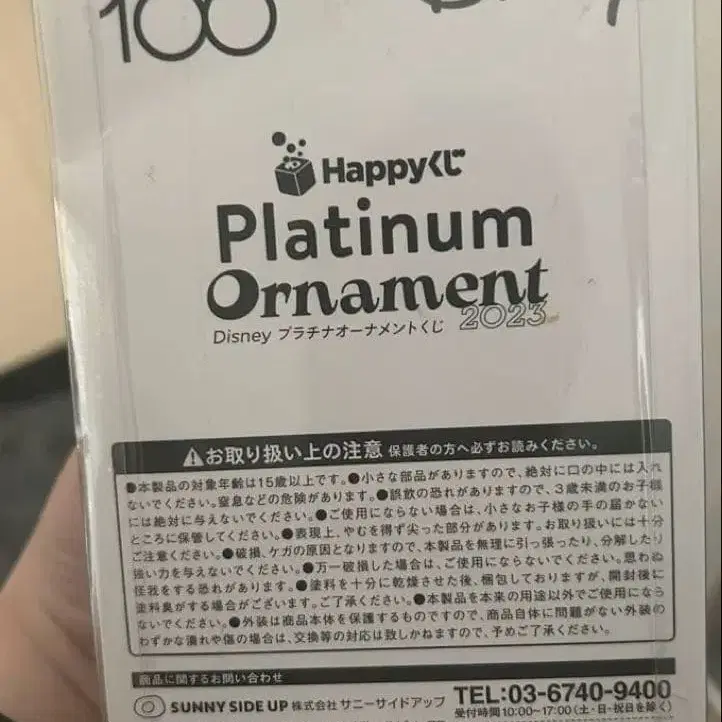 100
Happyくじ
Platinum
Ornament
2023
Disney プラチナオーナメントくじ
⚠お取り扱い上の注意 保護者の方へ必ずお読みください。
●本製品の対象年齢は15歳以上です。●小さな部品がありますので、絶対に口の中には入れ
ないでください。窒息などの危険があります。●誤飲の恐れがありますので、3歳未満のお子様
には絶対に与えないでください。●ご使用にならない場合は、小さなお子様の手の届かない
ところに保管してください。●表現上、やむを得ず尖った部分があります。お取り扱いには十分
ご注意ください。●破損、ケガの原因となりますので、本製品を無理に引っ張ったり、分解したり
強い力を与えないでください。●万一破損した場合は、ご使用にならないでください。思わぬ
怪我をする恐れがあります。●塗料を十分に乾燥させた後、梱包しておりますが、開封後に
塗料臭がする場合がございます。ご了承ください。●本製品を本来の用途以外でご使用になら
ないでください。●外装は商品本体を保護するものですので、商品自体に問題がない外装の
わずかな潰れや傷の場合は、交換等の対応は致しかねますので、予めご了承ください。
商品に関するお問い合わせ
SUNNY SIDE UP 株式会社 サニーサイドアップ
TEL:03-6740-9400
受付時間10:00~17:00(土・日・祝日を除く)